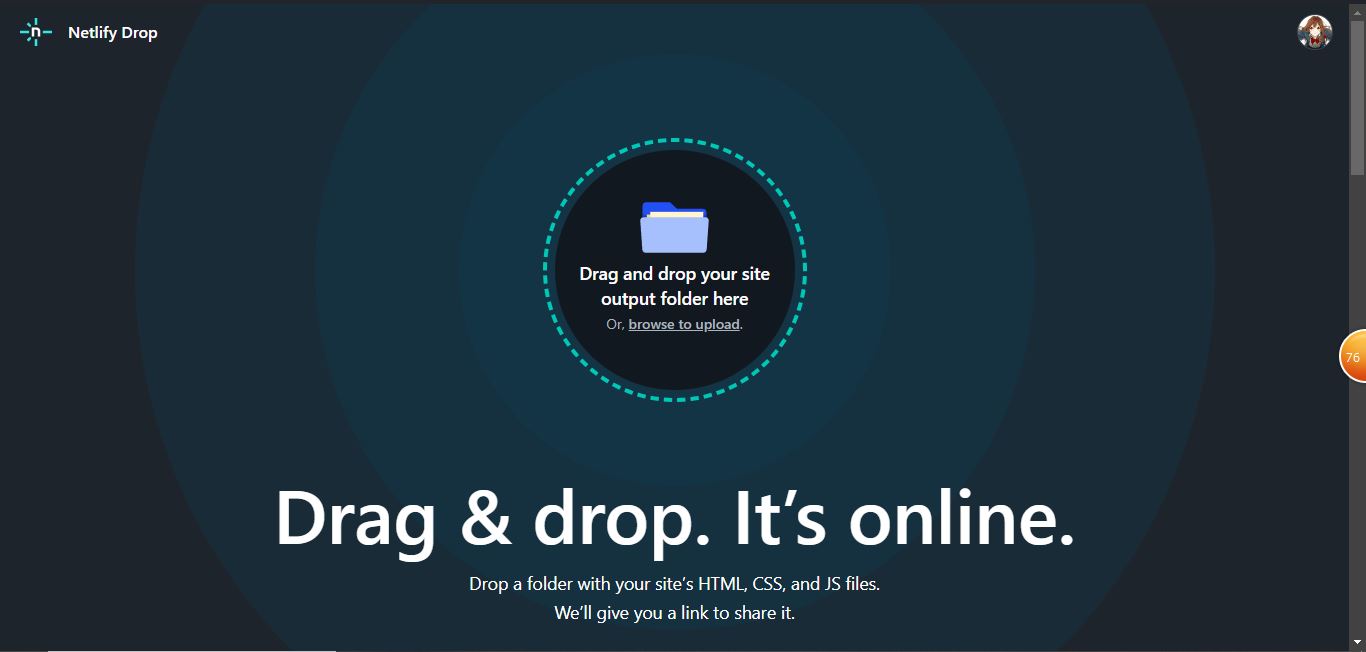 n
Netlify Drop
Drag and drop your site
output folder here
Or, browse to upload.
76
Drag & drop. It’s online.
Drop a folder with your site’s HTML, CSS, and JS files.
We’ll give you a link to share it.